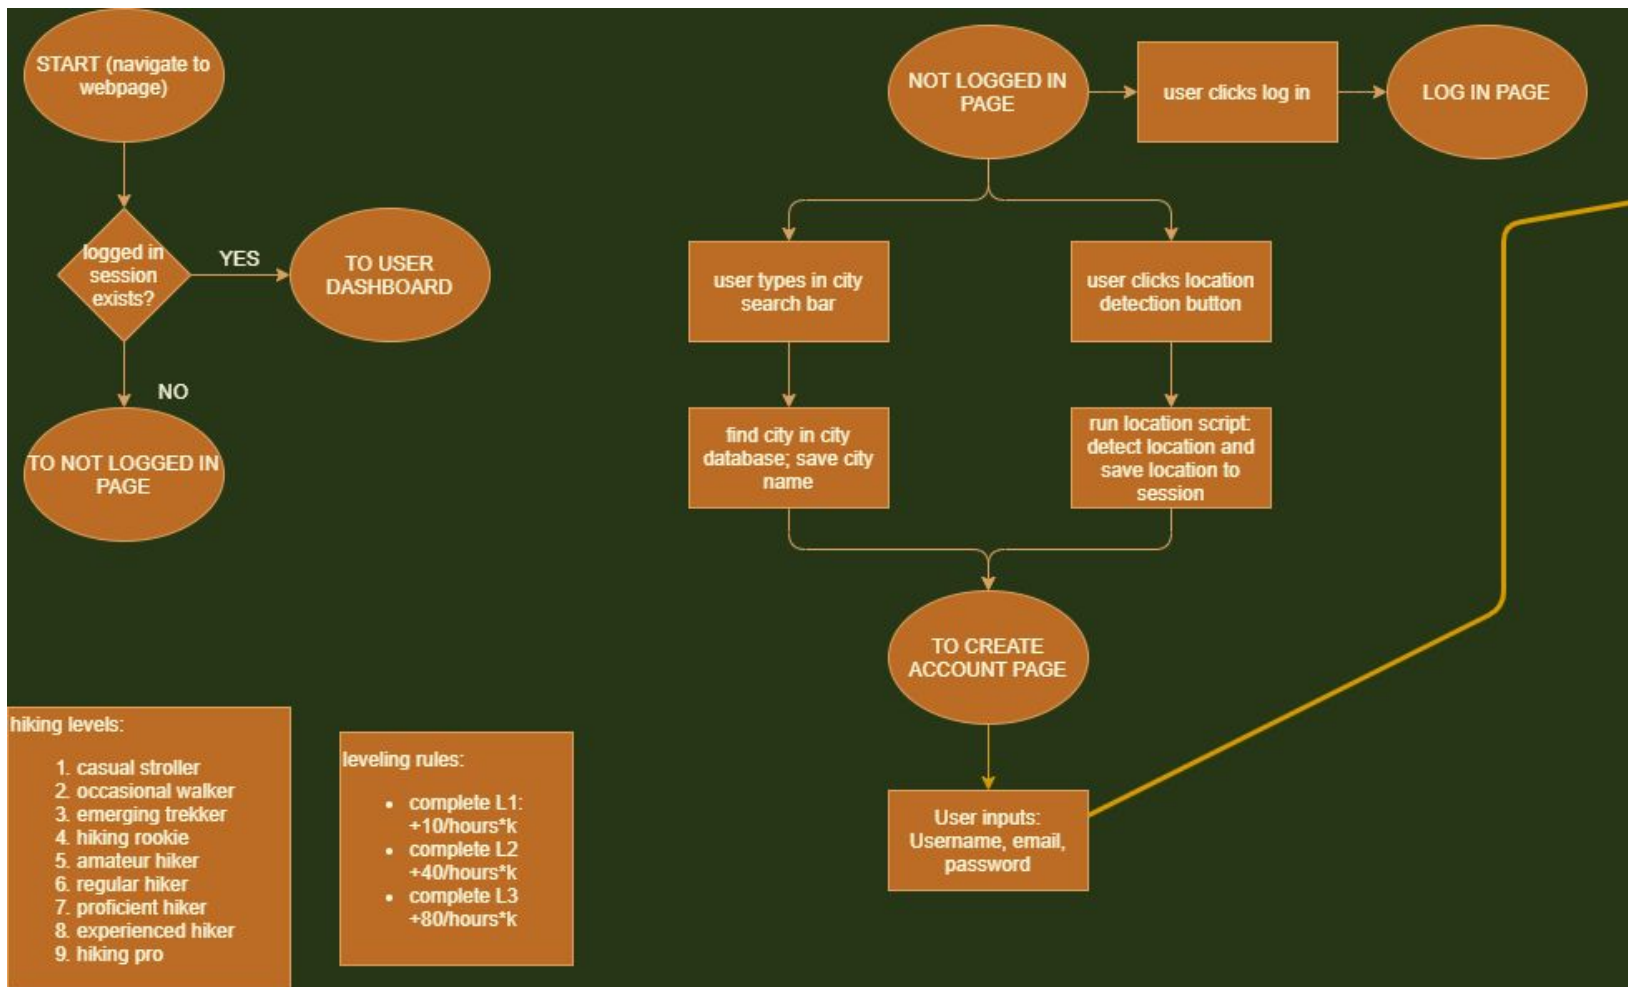 START (navigate to
webpage)
logged in
session
exists?
YES
TO USER
DASHBOARD
NO
TO NOT LOGGED IN
PAGE
NOT LOGGED IN
PAGE
user clicks log in
LOG IN PAGE
user types in city
search bar
user clicks location
detection button
find city in city
database; save city
name
run location script:
detect location and
save location to
session
TO CREATE
ACCOUNT PAGE
User inputs:
Username, email,
password
hiking levels:
1. casual stroller
2. occasional walker
3. emerging trekker
4. hiking rookie
5. amateur hiker
6. regular hiker
7. proficient hiker
8. experienced hiker
9. hiking pro
leveling rules:
• complete L1:
+10/hours*k
• complete L2
+40/hours*k
• complete L3
+80/hours*k